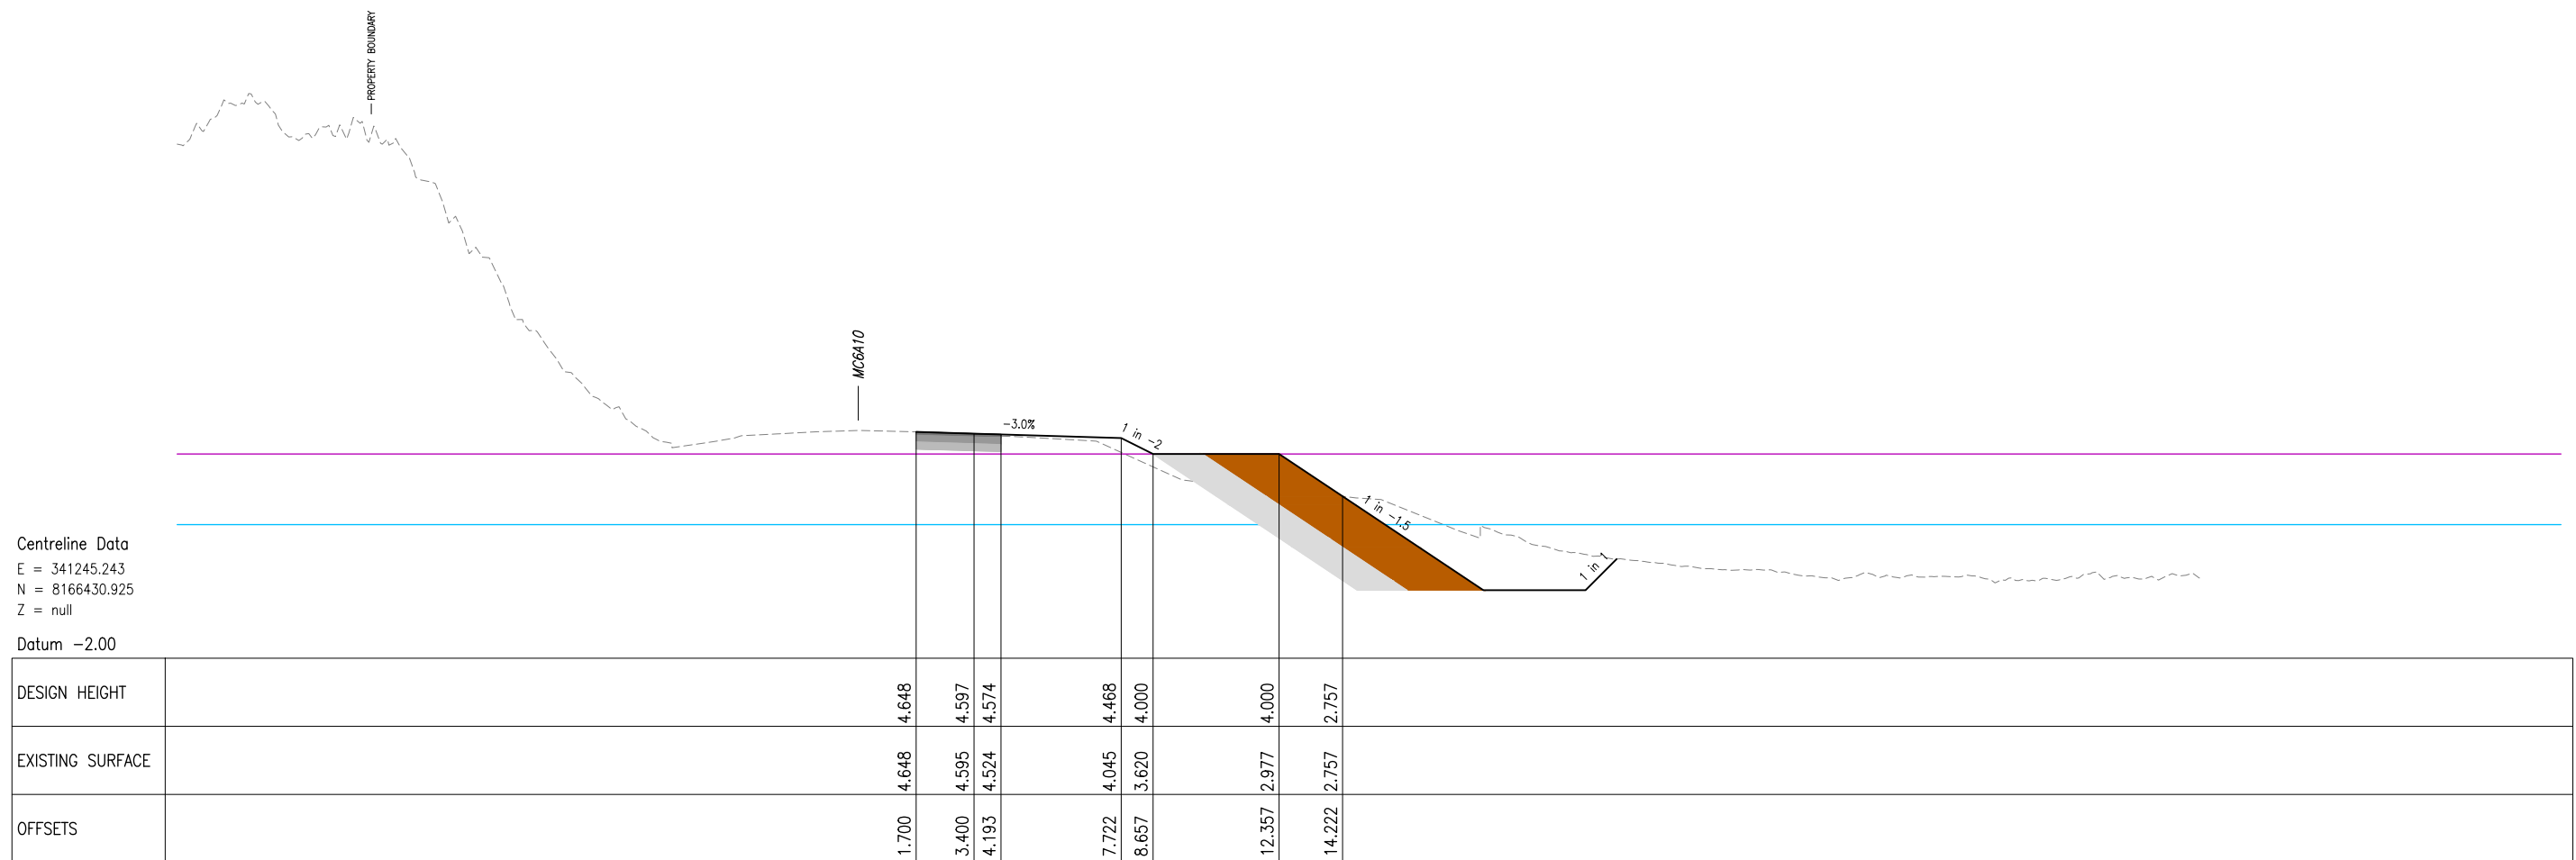 PROPERTY BOUNDARY
MC6A10
-3.0%
1 in -2
1 in -1.5
1 in 1
Centreline Data
E = 341245.243
N = 8166430.925
Z = null
Datum -2.00
DESIGN HEIGHT 4.648 4.597 4.574 4.468 4.000 4.000 2.757
EXISTING SURFACE 4.648 4.595 4.524 4.045 3.620 2.977 2.757
OFFSETS 1.700 3.400 4.193 7.722 8.657 12.357 14.222